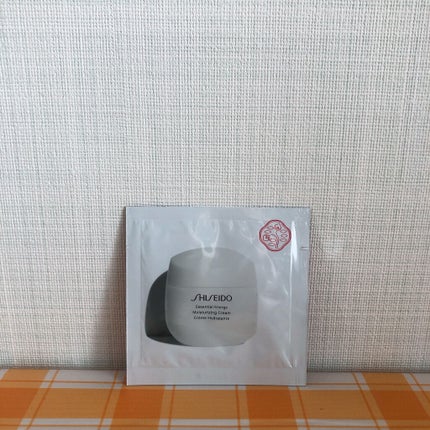 SHISEIDO
Essential Energy
Moisturizing Cream
Crème Hydratante